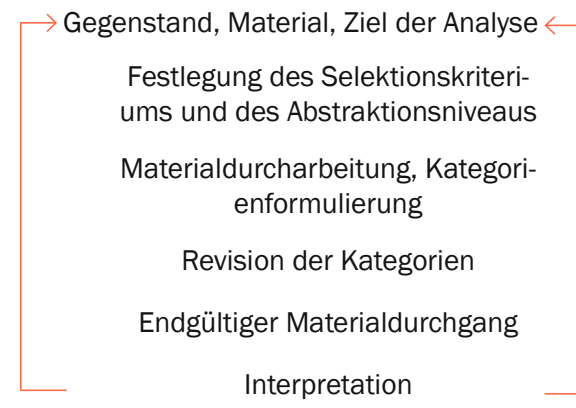 Gegenstand, Material, Ziel der Analyse
Festlegung des Selektionskriteri-
ums und des Abstraktionsniveaus
Materialdurcharbeitung, Kategori-
enformulierung
Revision der Kategorien
Endgültiger Materialdurchgang
Interpretation